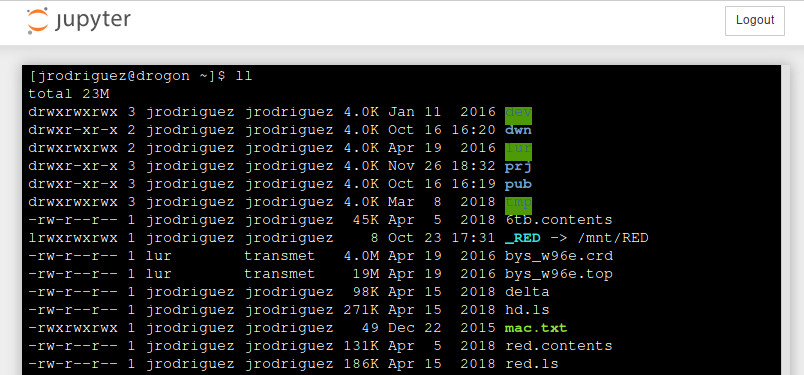 jupyter
Logout
[jrodriguez@drogon ~]$ ll
total 23M
drwxrwxrwx 3 jrodriguez jrodriguez 4.0K Jan 11  2016 dev
drwxr-xr-x 2 jrodriguez jrodriguez 4.0K Oct 16 16:20 dwn
drwxrwxrwx 2 jrodriguez jrodriguez 4.0K Apr 19  2016 lur
drwxr-xr-x 3 jrodriguez jrodriguez 4.0K Nov 26 18:32 prj
drwxr-xr-x 3 jrodriguez jrodriguez 4.0K Oct 16 16:19 pub
drwxrwxrwx 3 jrodriguez jrodriguez 4.0K Mar  8  2018 tmp
-rw-r--r-- 1 jrodriguez jrodriguez  45K Apr  5  2018 6tb.contents
lrwxrwxrwx 1 jrodriguez jrodriguez    8 Oct 23 17:31 _RED -> /mnt/RED
-rw-r--r-- 1 lur        transmet   4.0M Apr 19  2016 bys_w96e.crd
-rw-r--r-- 1 lur        transmet    19M Apr 19  2016 bys_w96e.top
-rw-r--r-- 1 jrodriguez jrodriguez  98K Apr 15  2018 delta
-rw-r--r-- 1 jrodriguez jrodriguez 271K Apr 15  2018 hd.ls
-rwxrwxrwx 1 jrodriguez jrodriguez   49 Dec 22  2015 mac.txt
-rw-r--r-- 1 jrodriguez jrodriguez 131K Apr  5  2018 red.contents
-rw-r--r-- 1 jrodriguez jrodriguez 186K Apr 15  2018 red.ls